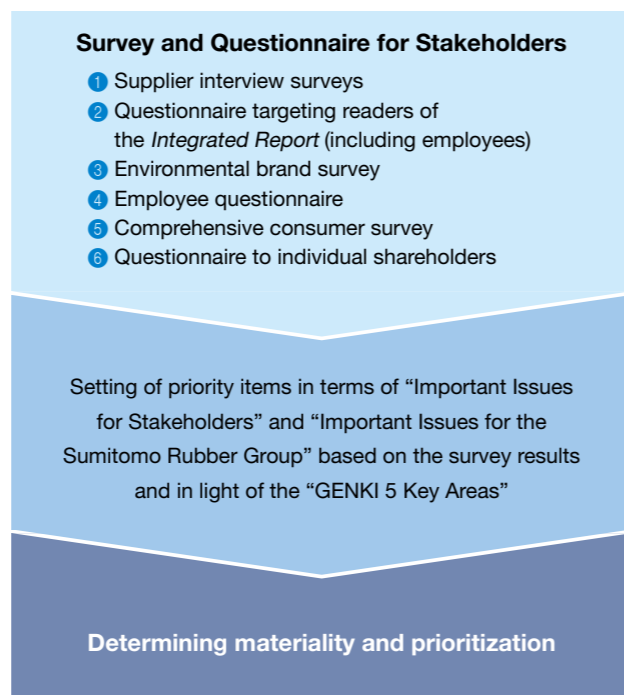 Survey and Questionnaire for Stakeholders
1 Supplier interview surveys
2 Questionnaire targeting readers of
the Integrated Report (including employees)
3 Environmental brand survey
4 Employee questionnaire
5 Comprehensive consumer survey
6 Questionnaire to individual shareholders
Setting of priority items in terms of “Important Issues
for Stakeholders” and “Important Issues for the
Sumitomo Rubber Group” based on the survey results
and in light of the “GENKI 5 Key Areas”
Determining materiality and prioritization